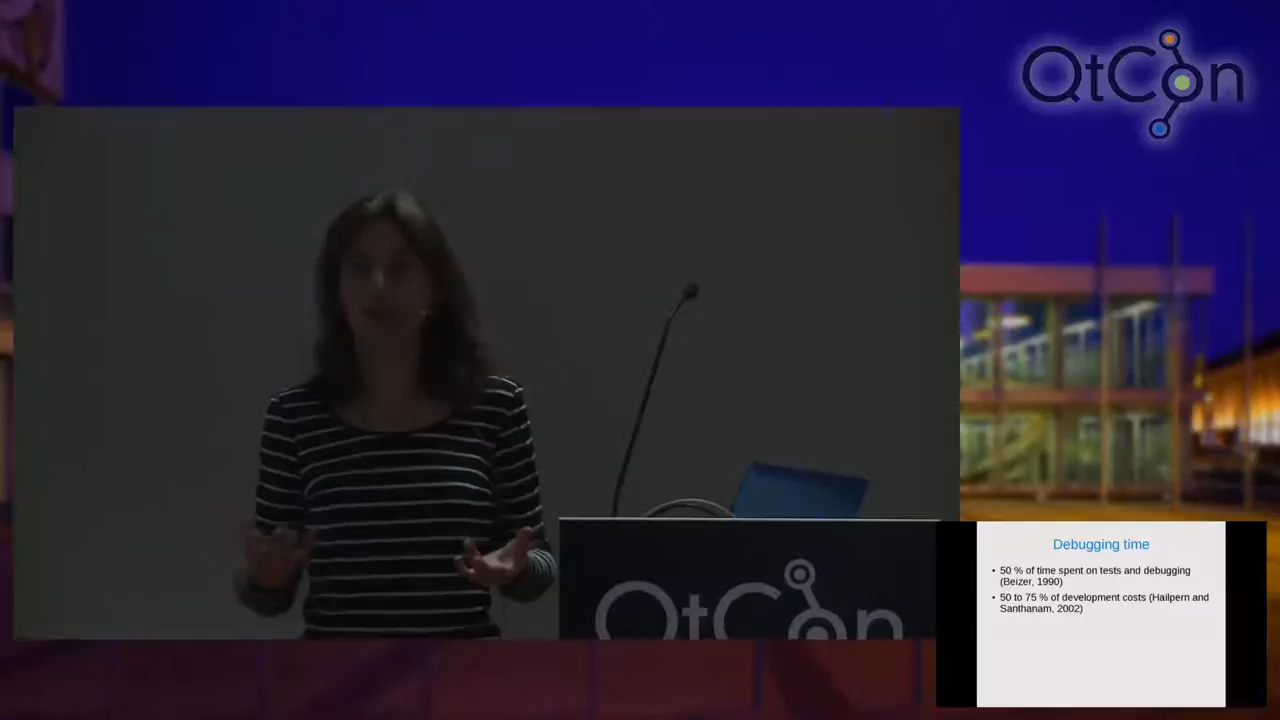 QtCon
QtCon
Debugging time
• 50 % of time spent on tests and debugging
(Beizer, 1990)
• 50 to 75 % of development costs (Hailpern and
Santhanam, 2002)